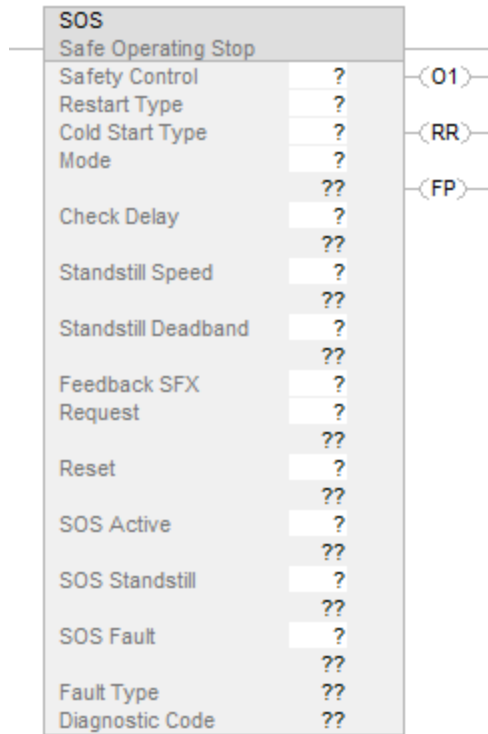 SOS
Safe Operating Stop
Safety Control ? (O1)
Restart Type ?
Cold Start Type ? (RR)
Mode ?
?? (FP)
Check Delay ?
??
Standstill Speed ?
??
Standstill Deadband ?
??
Feedback SFX ?
Request ?
??
Reset ?
??
SOS Active ?
??
SOS Standstill ?
??
SOS Fault ?
??
Fault Type ??
Diagnostic Code ??